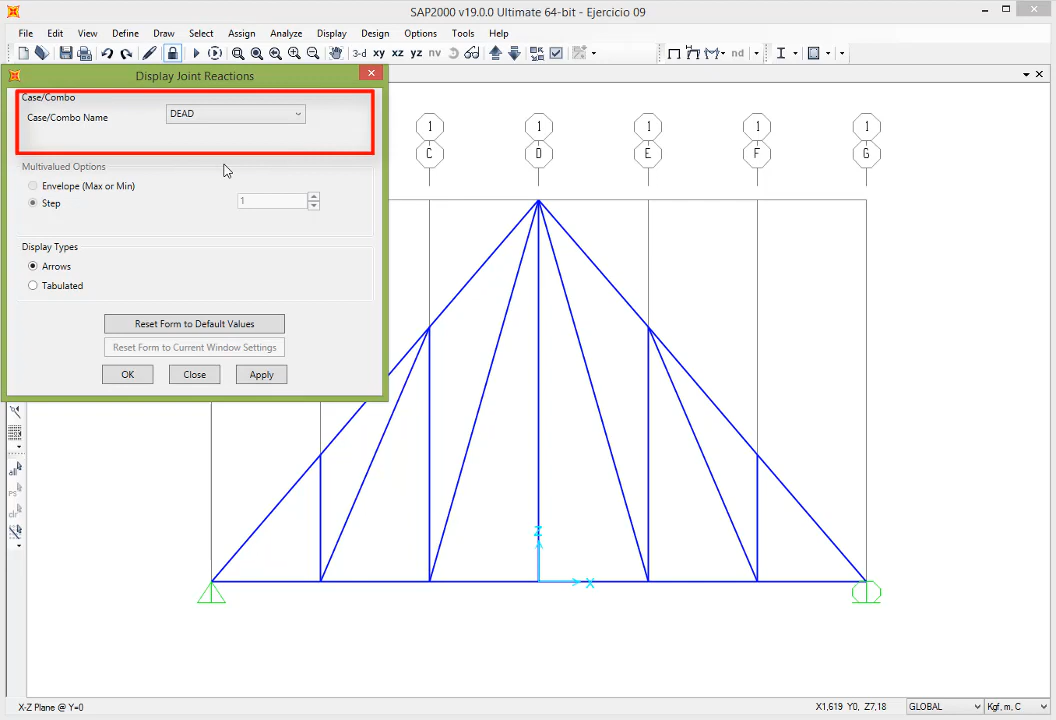 SAP2000 v19.0.0 Ultimate 64-bit - Ejercicio 09
File Edit View Define Draw Select Assign Analyze Display Design Options Tools Help
3-d xy xz yz nv nd
Display Joint Reactions
Case/Combo
Case/Combo Name DEAD
Multivalued Options
Envelope (Max or Min)
Step 1
Display Types
Arrows
Tabulated
Reset Form to Default Values
Reset Form to Current Window Settings
OK Close Apply
1 1 1 1 1
C D E F G
all
PS
clr
Z
X
X-Z Plane @ Y=0 X1,619 Y0, Z7,18 GLOBAL Kgf, m, C